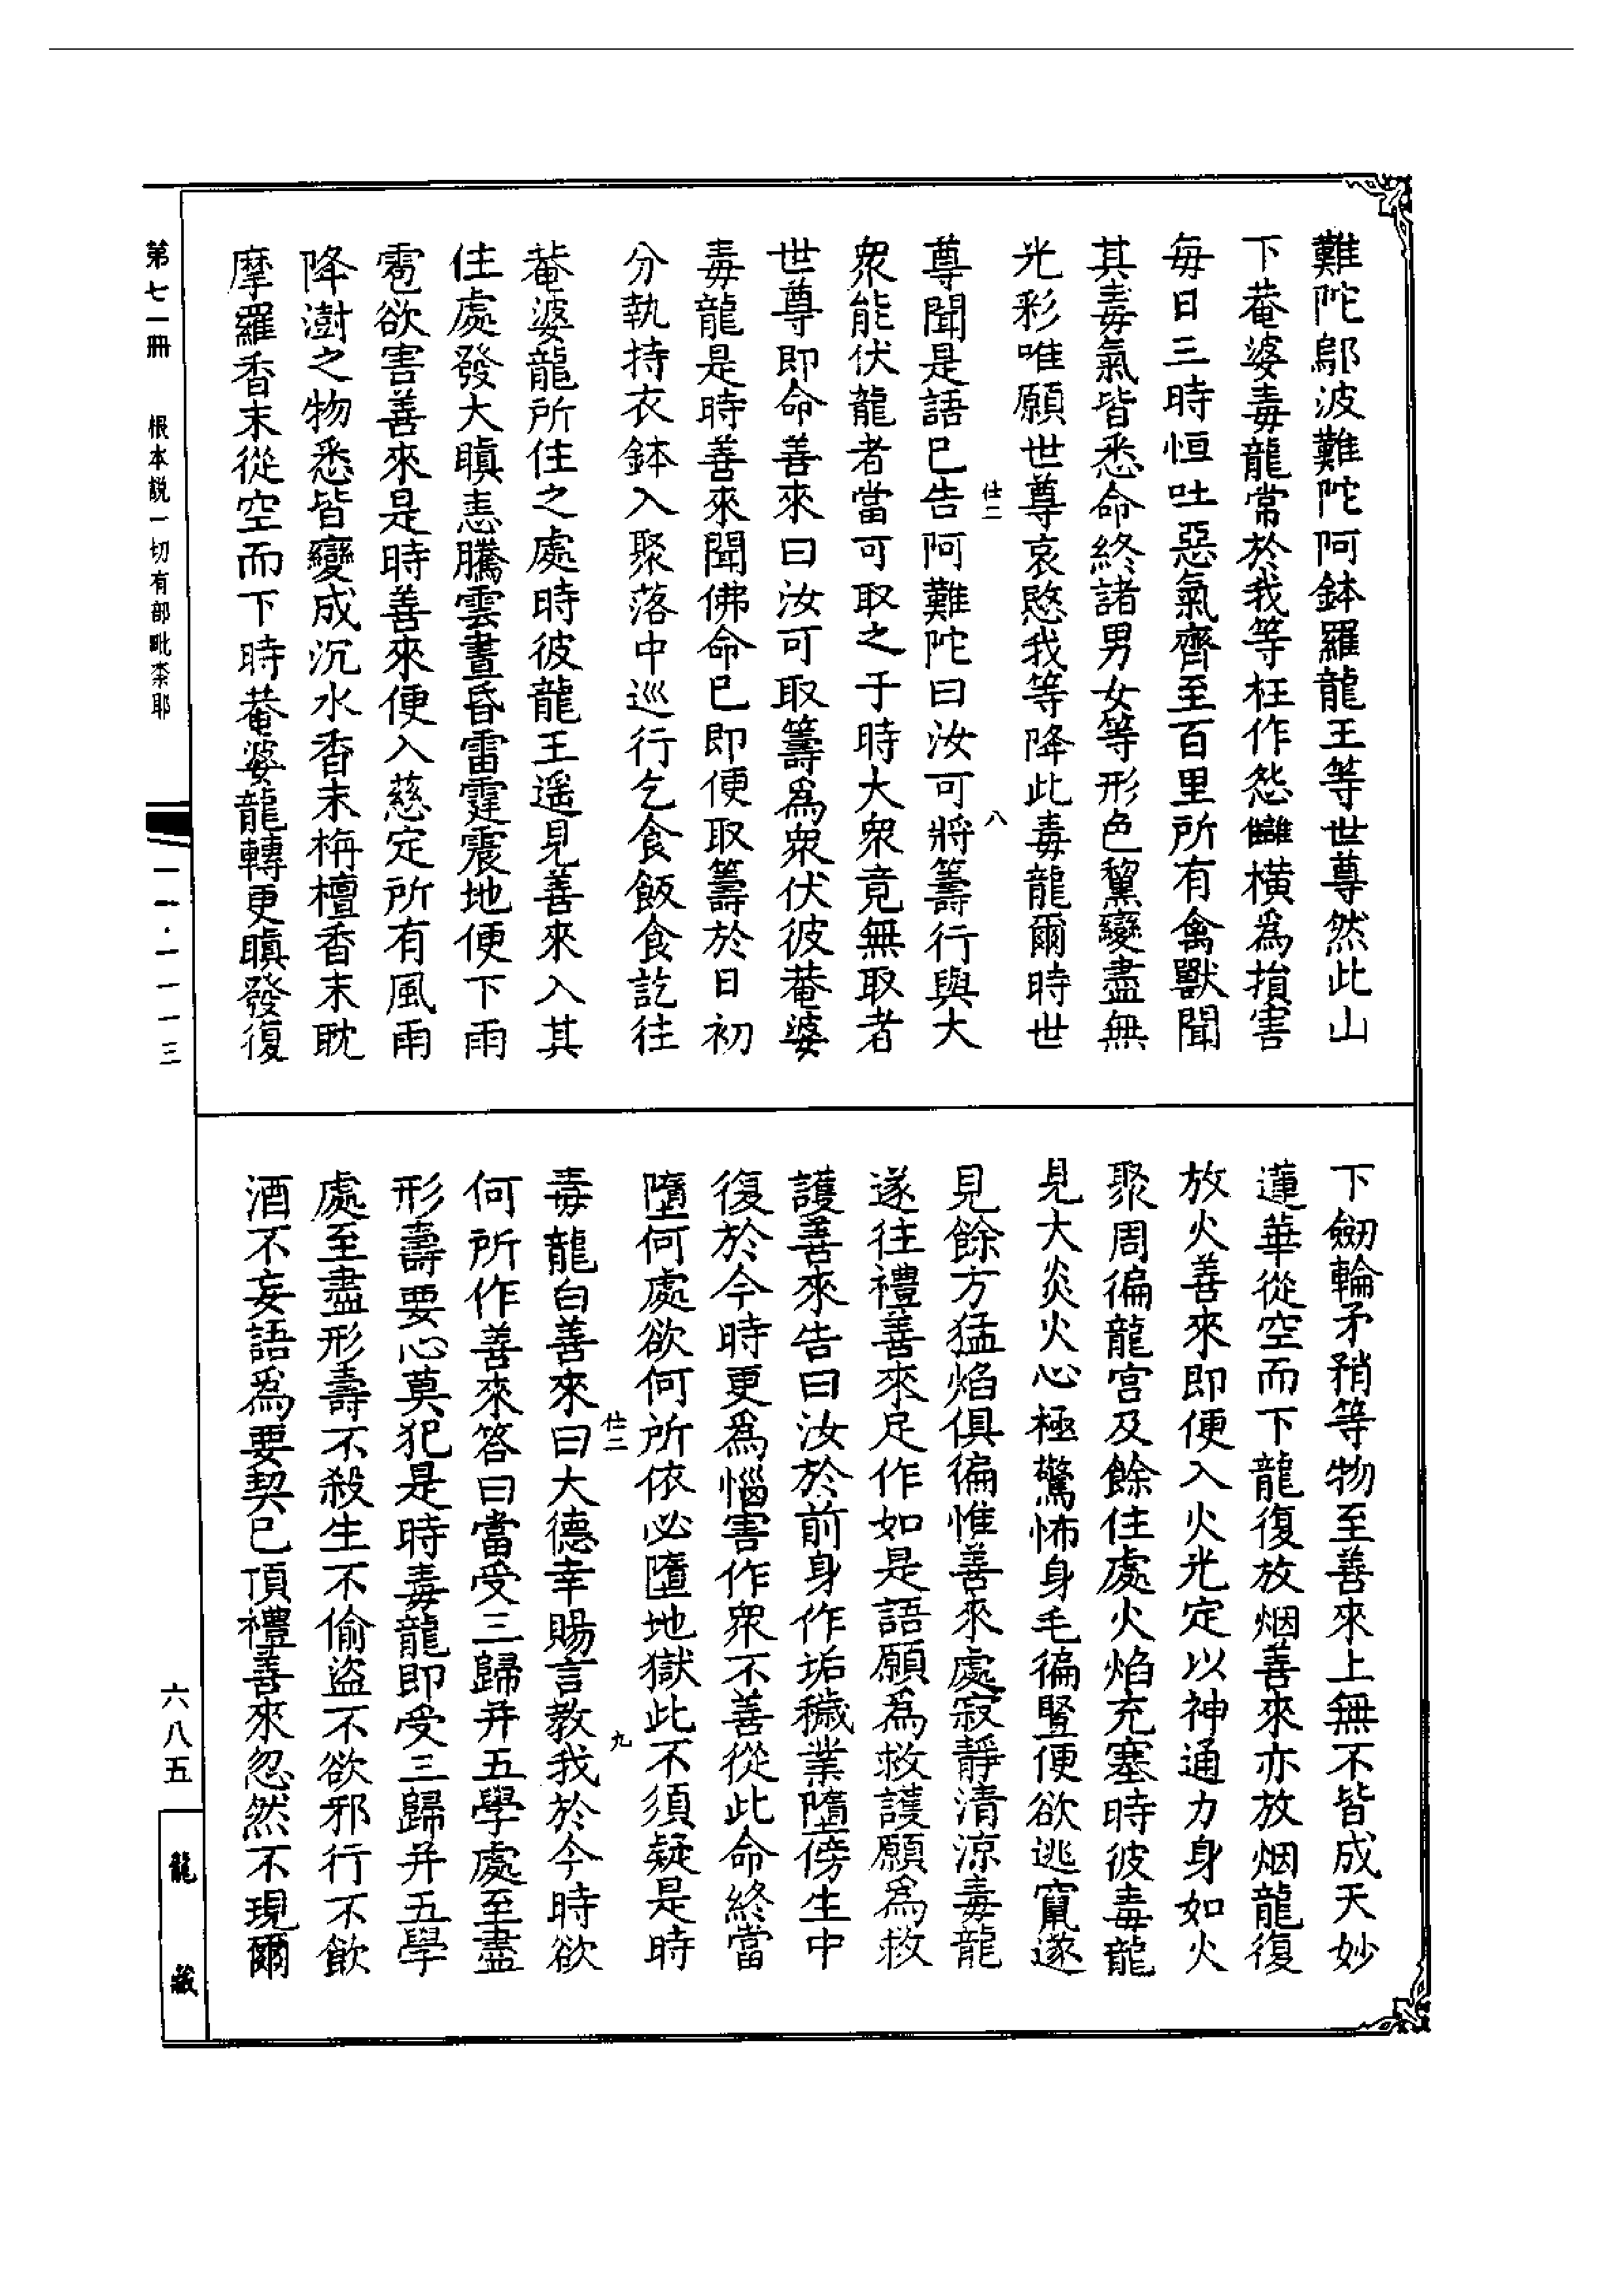 難陀鄔波難陀阿鉢羅龍王等世尊然此山
下菴婆毒龍常於我等枉作怨讎橫爲損害
每日三時恒吐惡氣齊至百里所有禽獸聞
其毒氣皆悉命終諸男女等形色黧變盡無
光彩唯願世尊哀愍我等降此毒龍爾時世
仕二
八
尊聞是語已告阿難陀曰汝可將籌行與大
衆能伏龍者當可取之于時大衆竟無取者
世尊即命善來曰汝可取籌爲衆伏彼菴婆
毒龍是時善來聞佛命已即便取籌於日初
分執持衣鉢入聚落中巡行乞食飯食訖往
菴婆龍所住之處時彼龍王遥見善來入其
住處發大瞋恚騰雲晝昏雷霆震地便下雨
雹欲害善來是時善來便入慈定所有風雨
降澍之物悉皆變成沉水香末栴檀香末耽
摩羅香末從空而下時菴婆龍轉更瞋發復
下劒輪矛矟等物至善來上無不皆成天妙
蓮華從空而下龍復放烟善來亦放烟龍復
放火善來即便入火光定以神通力身如火
聚周徧龍宫及餘住處火焰充塞時彼毒龍
見大炎火心極驚怖身毛徧豎便欲逃竄遂
見餘方猛焰俱徧惟善來處寂靜清涼毒龍
遂往禮善來足作如是語願爲救護願爲救
護善來告曰汝於前身作垢穢業墮傍生中
復於今時更爲惱害作衆不善從此命終當
墮何處欲何所依必墮地獄此不須疑是時
仕二
九
毒龍白善來曰大德幸賜言教我於今時欲
何所作善來答曰當受三歸并五學處至盡
形壽要心莫犯是時毒龍即受三歸并五學
處至盡形壽不殺生不偷盜不欲邪行不飲
酒不妄語爲要契已頂禮善來忽然不現爾
第七一冊
根本説一切有部毗柰耶
一一·一一一三
六八五
龍藏